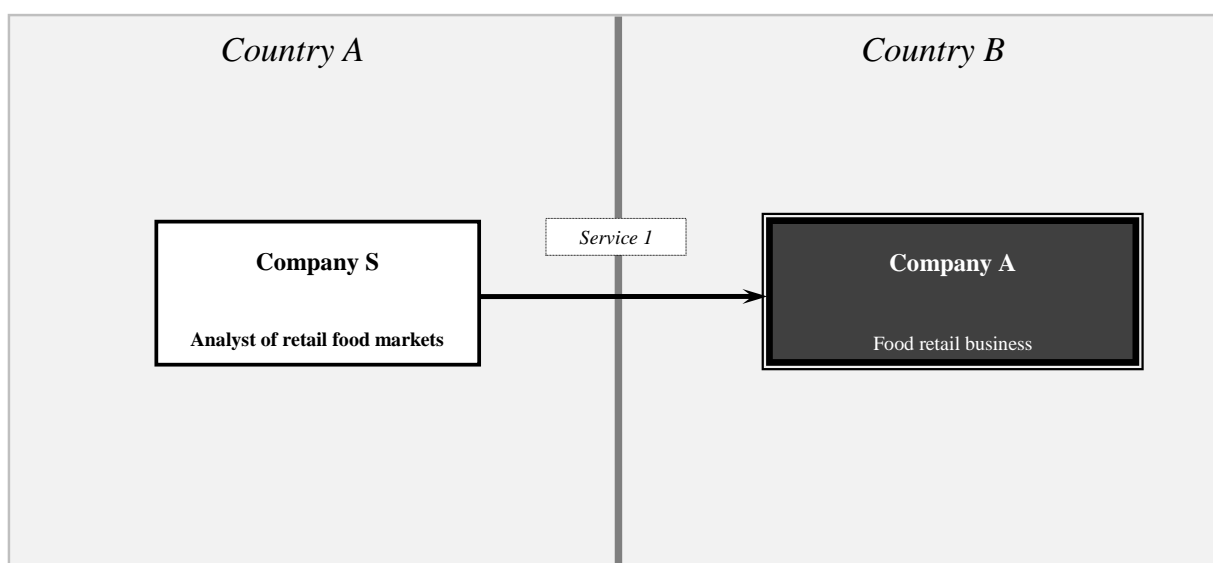 Country A
Country B
Service 1
Company S
Company A
Analyst of retail food markets
Food retail business